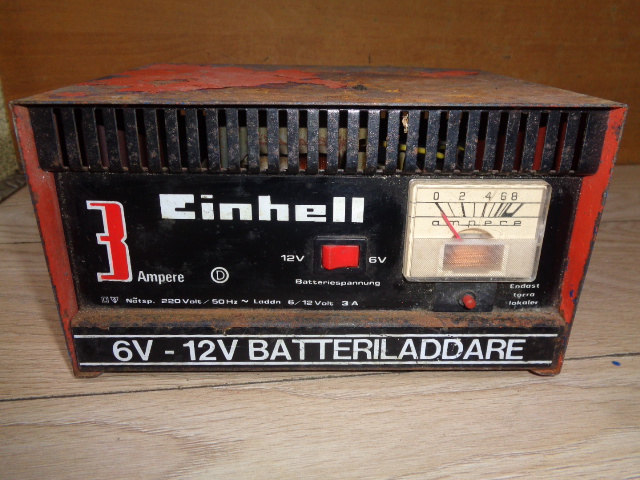 Einhell
3
Ampere
D
12V 6V
Batteriespannung
0 2 4 6 8
ampere
Endast
torra
lokaler
Nätsp. 220 Volt / 50 Hz ~ Laddn 6/12 Volt 3 A
6V - 12V BATTERILADDARE